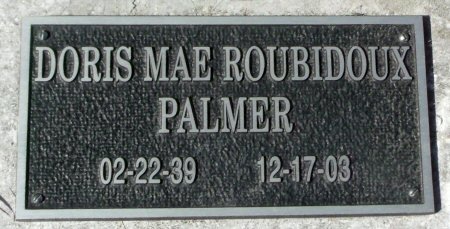 DORIS MAE ROUBIDOUX
PALMER
02-22-39 12-17-03